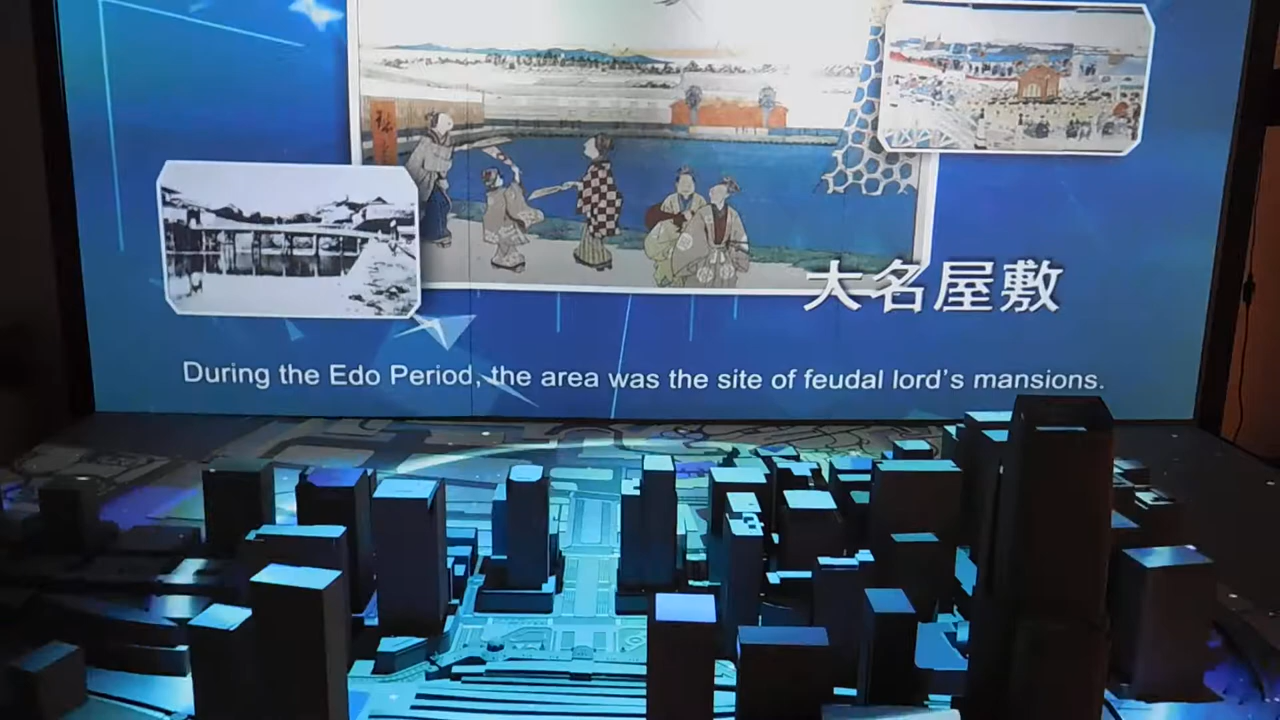 大名屋敷
During the Edo Period, the area was the site of feudal lord's mansions.